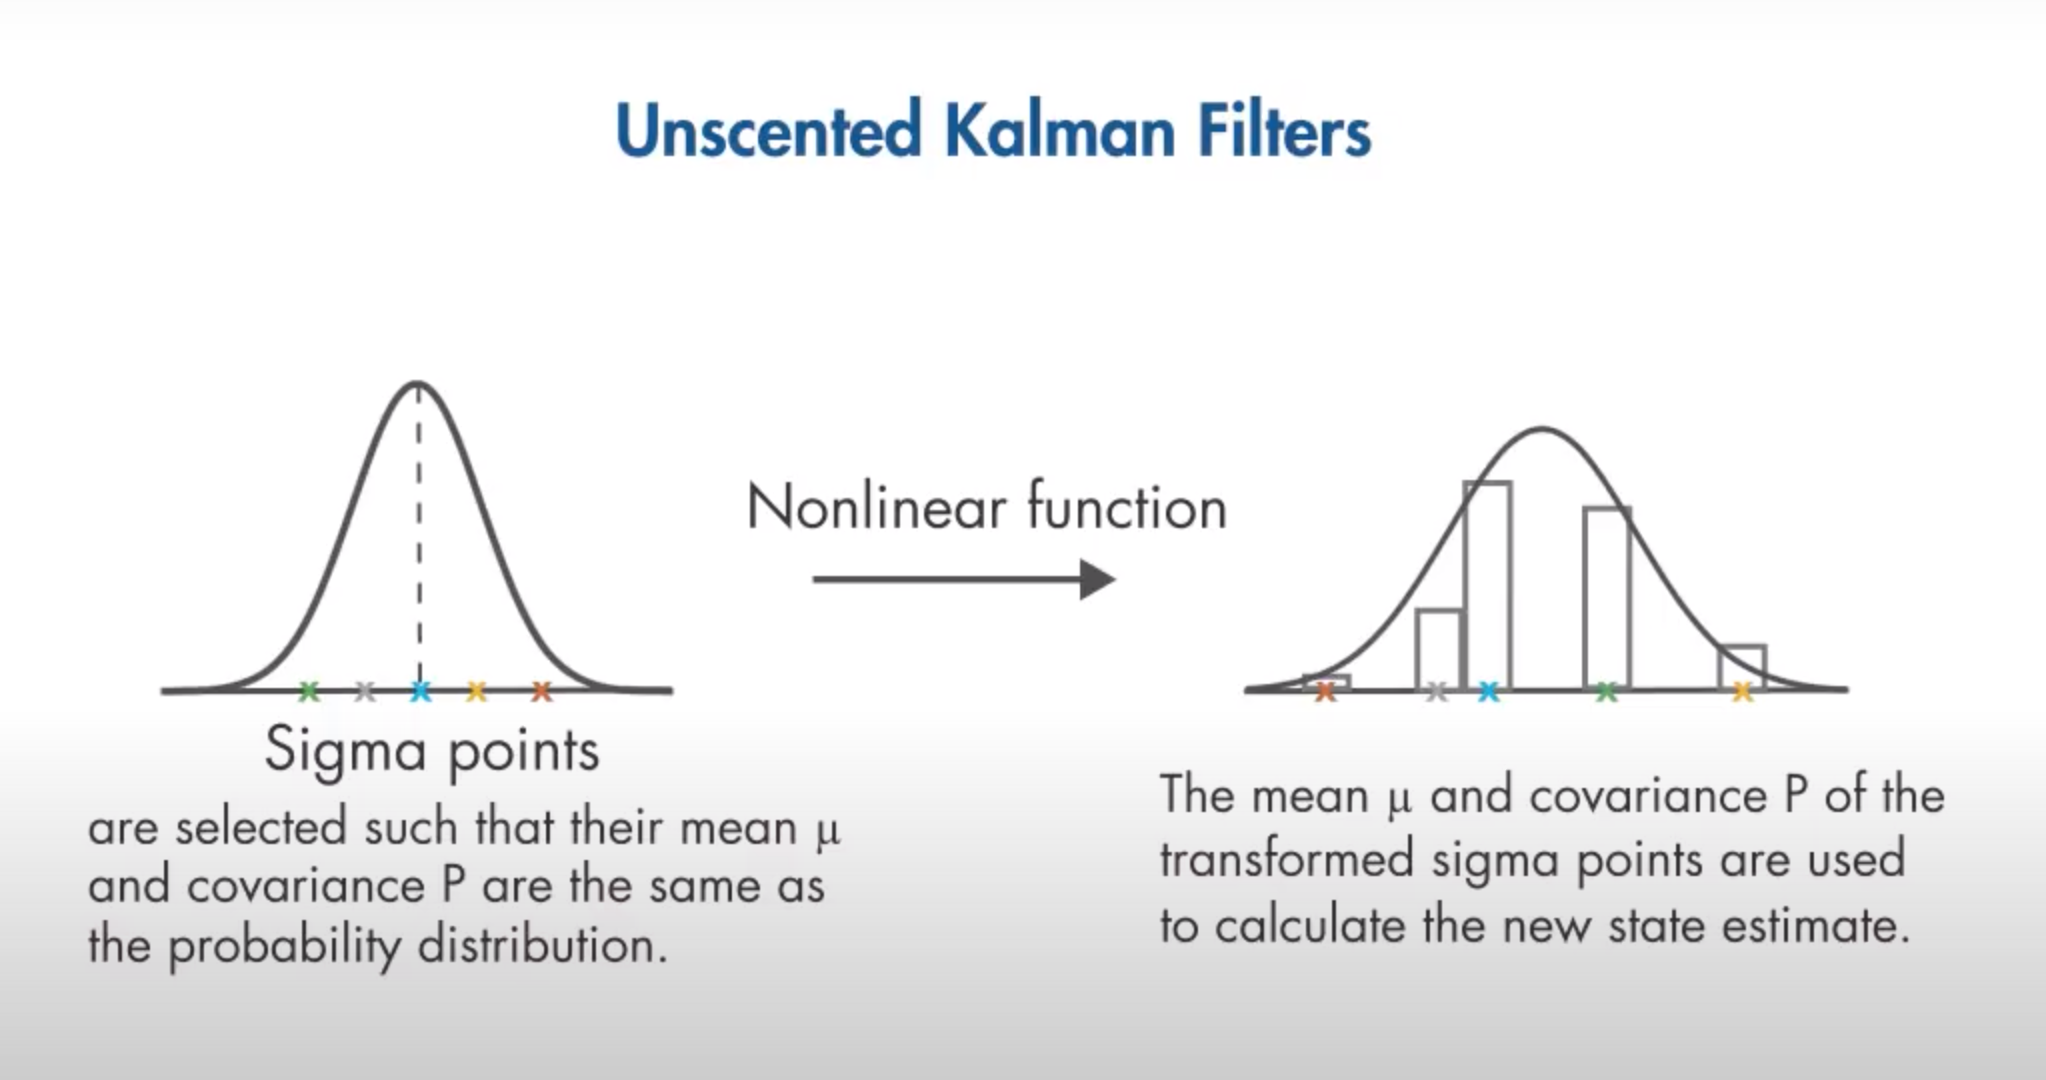 Unscented Kalman Filters
Nonlinear function
Sigma points
are selected such that their mean μ
and covariance P are the same as
the probability distribution.
The mean μ and covariance P of the
transformed sigma points are used
to calculate the new state estimate.